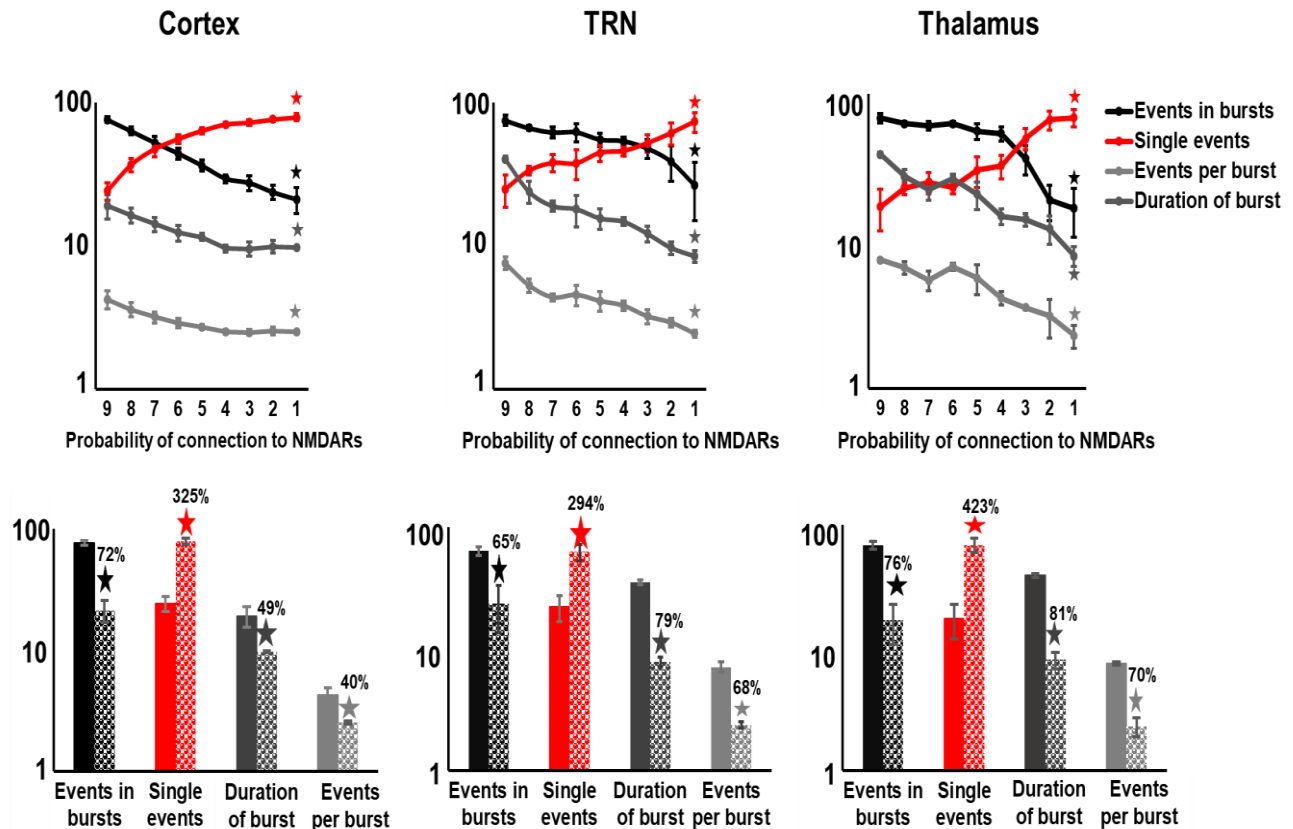 Cortex
TRN
Thalamus
100
10
1
9 8 7 6 5 4 3 2 1
Probability of connection to NMDARs
100
10
1
9 8 7 6 5 4 3 2 1
Probability of connection to NMDARs
100
10
1
9 8 7 6 5 4 3 2 1
Probability of connection to NMDARs
Events in bursts
Single events
Events per burst
Duration of burst
100
10
1
72%
325%
49%
40%
Events in Single Duration Events
bursts events of burst per burst
100
10
1
65%
294%
79%
68%
Events in Single Duration Events
bursts events of burst per burst
100
10
1
76%
423%
81%
70%
Events in Single Duration Events
bursts events of burst per burst